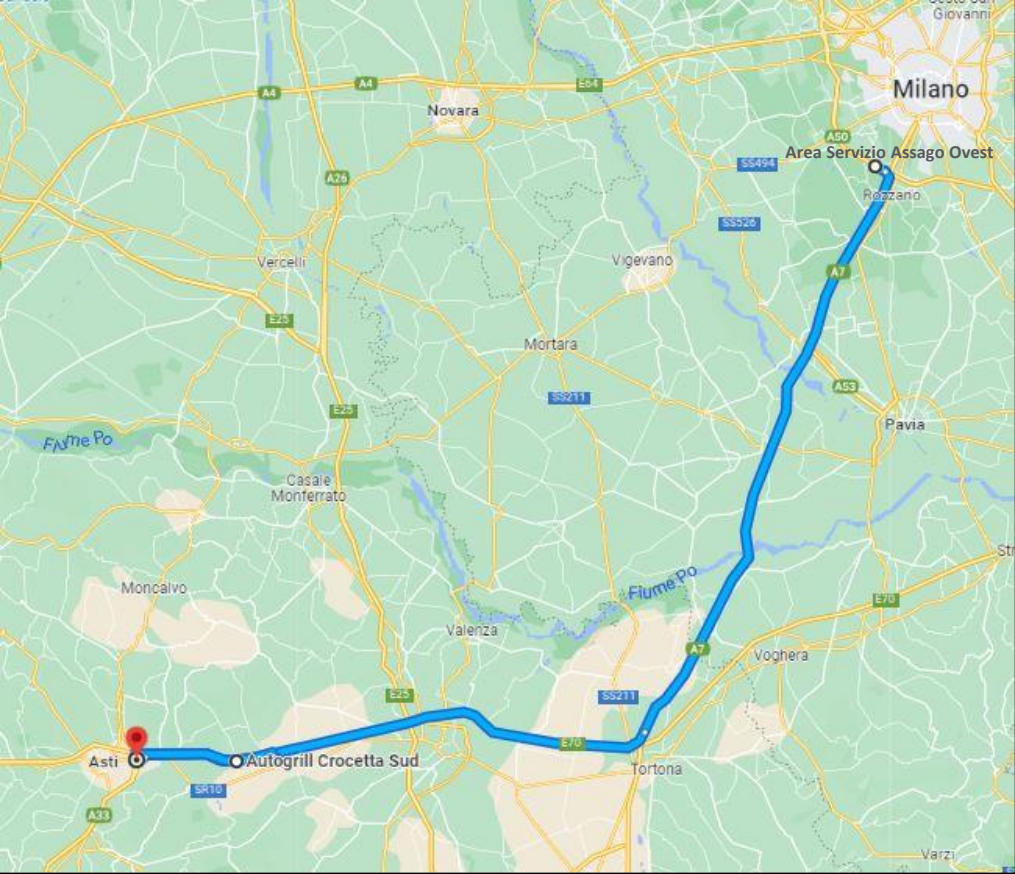 Giovanni
Milano
A4
A4
E64
Novara
A50
Area Servizio Assago Ovest
SS494
A26
Rozzano
SS526
Vercelli
Vigevano
A7
E25
Mortara
A53
SS211
E25
Pavia
Fiume Po
Casale
Monferrato
Str
Moncalvo
Fiume Po
E70
Valenza
A7
Voghera
E25
SS211
E70
Asti
Autogrill Crocetta Sud
Tortona
SR10
A33
Varzi